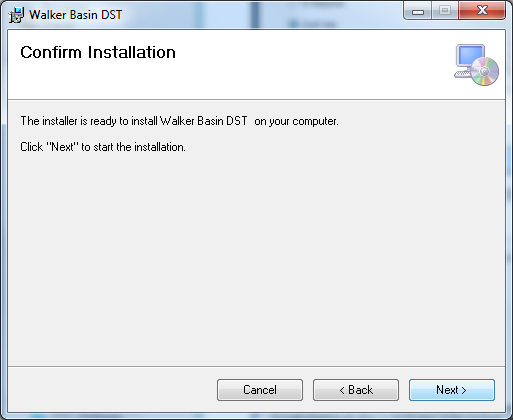 Walker Basin DST
Confirm Installation
The installer is ready to install Walker Basin DST  on your computer.
Click "Next" to start the installation.
Cancel
< Back
Next >